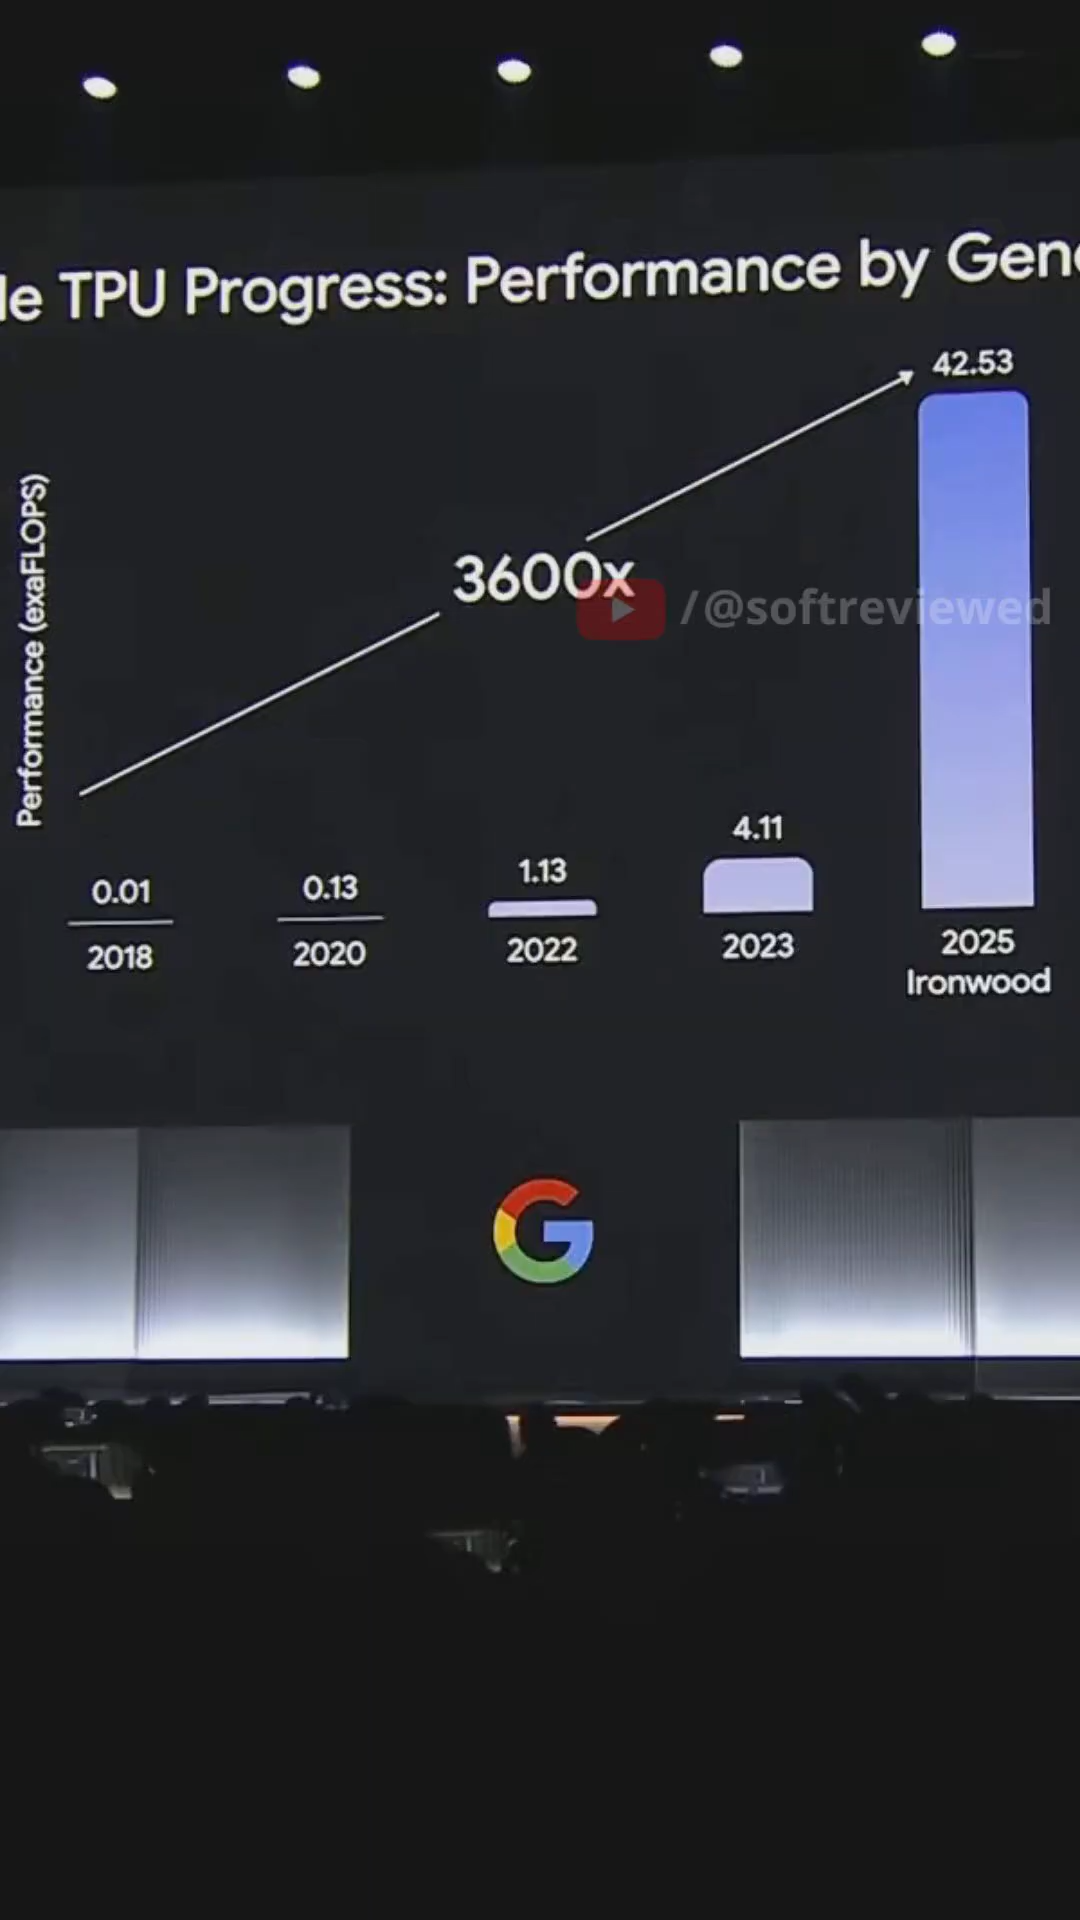 le TPU Progress: Performance by Gene
42.53
Performance (exaFLOPS)
3600x
/@softreviewed
4.11
1.13
0.13
0.01
2018
2020
2022
2023
2025
Ironwood